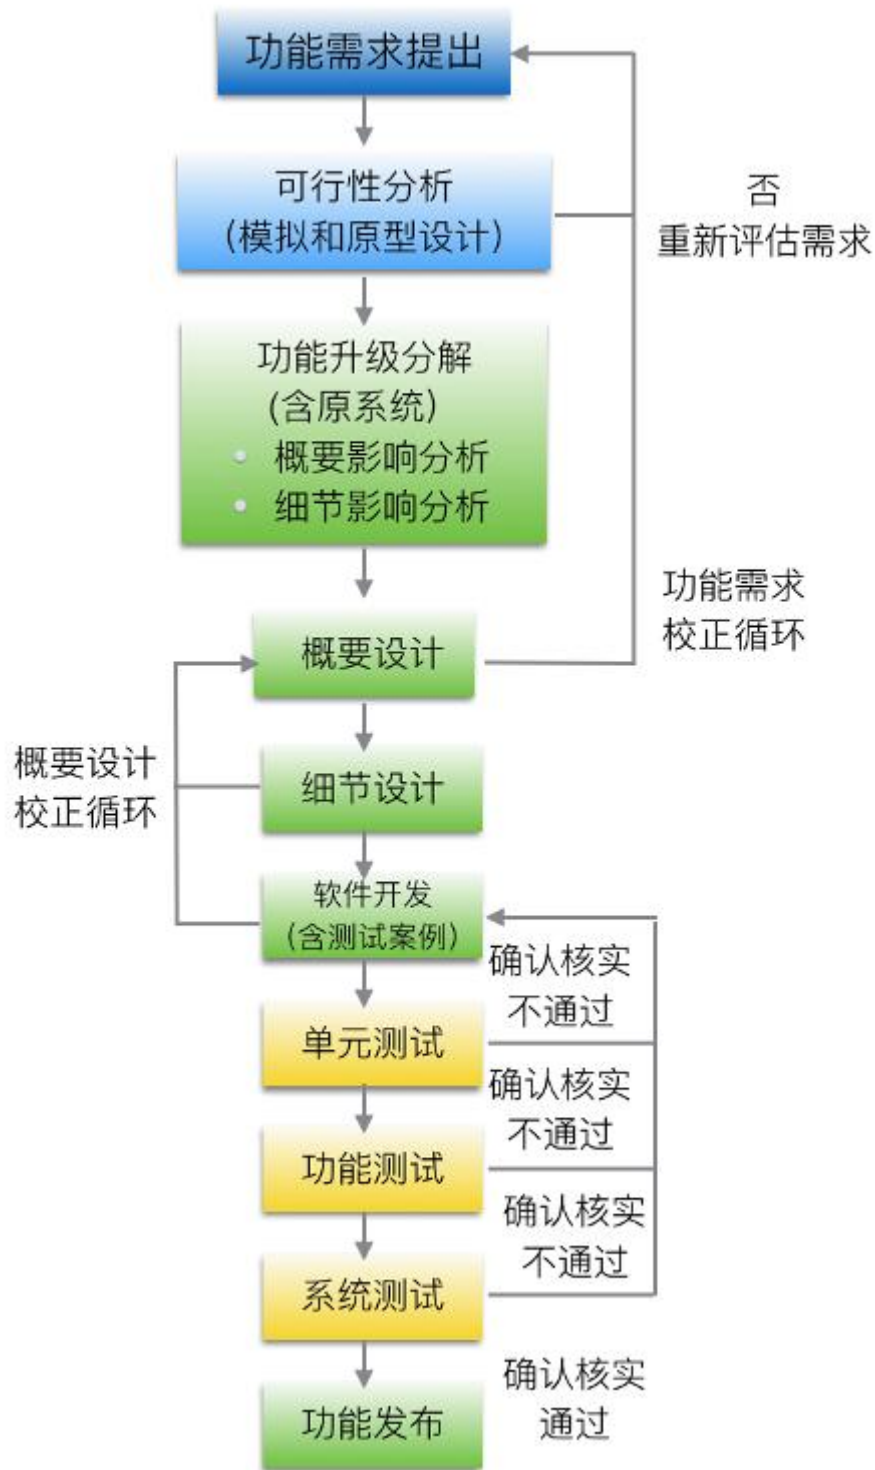 功能需求提出
可行性分析
（模拟和原型设计）
否
重新评估需求
功能升级分解
(含原系统）
概要影响分析
细节影响分析
功能需求
校正循环
概要设计
概要设计
校正循环
细节设计
软件开发
（含测试案例）
确认核实
不通过
单元测试
确认核实
不通过
功能测试
确认核实
不通过
系统测试
确认核实
通过
功能发布